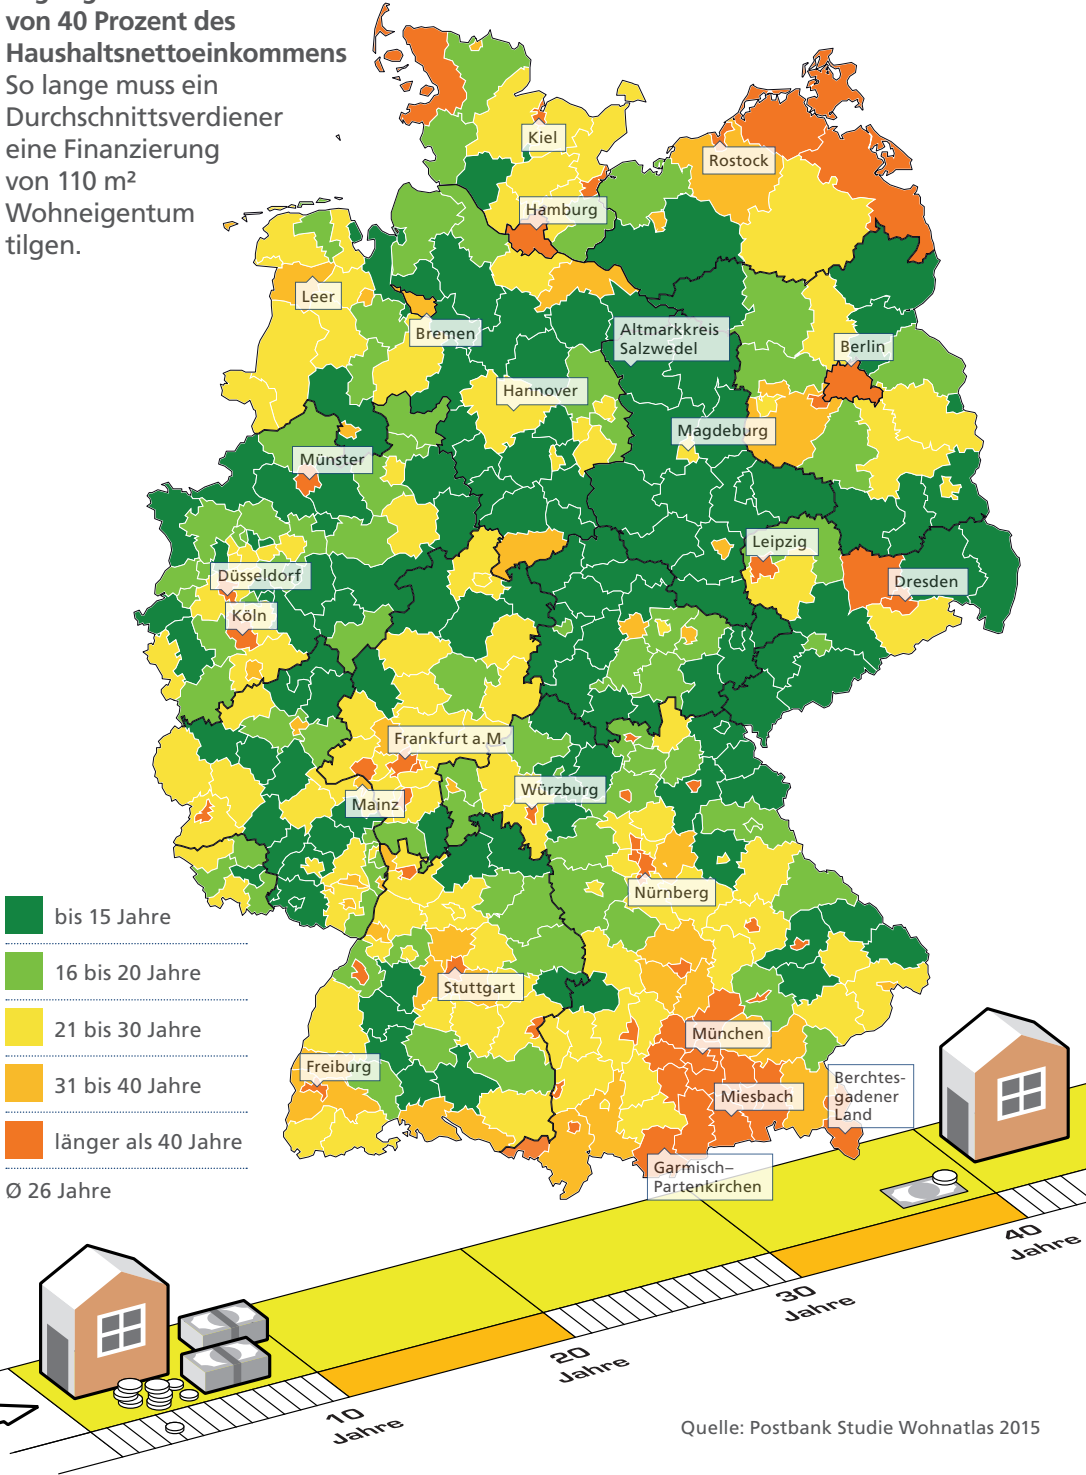 von 40 Prozent des
Haushaltsnettoeinkommens
So lange muss ein
Durchschnittsverdiener
eine Finanzierung
von 110 m²
Wohneigentum
tilgen.
Kiel
Rostock
Hamburg
Leer
Bremen
Altmarkkreis
Salzwedel
Berlin
Hannover
Magdeburg
Münster
Leipzig
Düsseldorf
Dresden
Köln
Frankfurt a.M.
Würzburg
Mainz
Nürnberg
bis 15 Jahre
16 bis 20 Jahre
21 bis 30 Jahre
31 bis 40 Jahre
länger als 40 Jahre
Ø 26 Jahre
Stuttgart
München
Freiburg
Miesbach
Berchtes-
gadener
Land
Garmisch–
Partenkirchen
10
Jahre
20
Jahre
30
Jahre
40
Jahre
Quelle: Postbank Studie Wohnatlas 2015